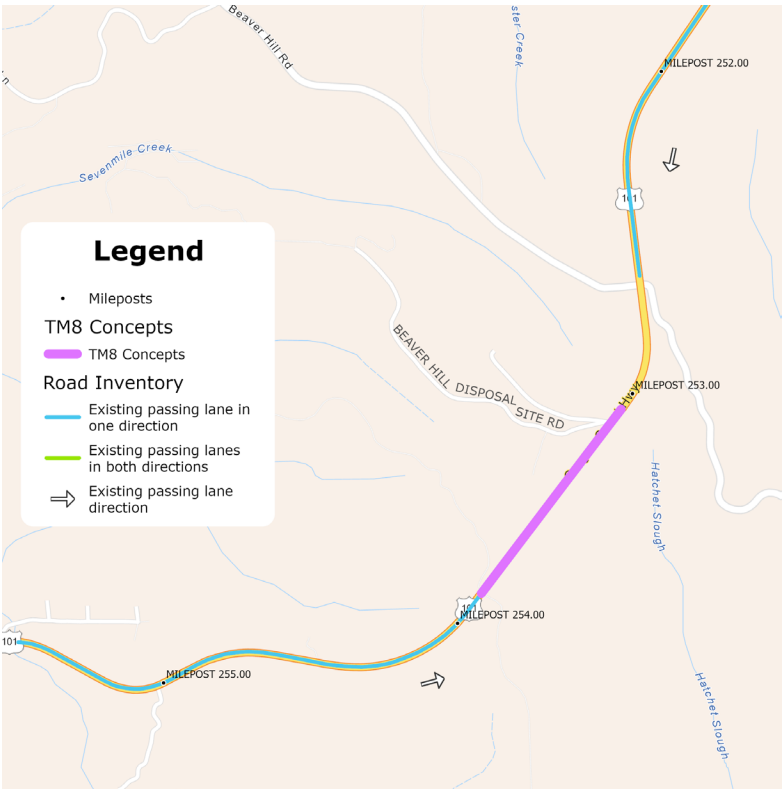 Beaver Hill Rd
ster Creek
MILEPOST 252.00
Sevenmile Creek
101
Legend
Mileposts
TM8 Concepts
TM8 Concepts
Road Inventory
Existing passing lane in
one direction
Existing passing lanes
in both directions
Existing passing lane
direction
BEAVER HILL DISPOSAL
SITE RD
MILEPOST 253.00
Hwy
Hatchet Slough
101
MILEPOST 254.00
101
MILEPOST 255.00
Hatchet Slough